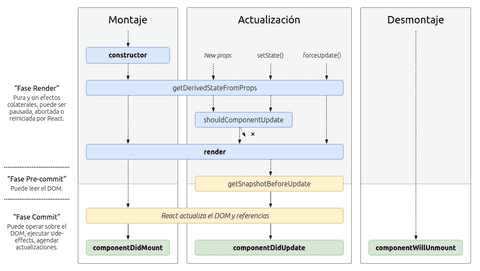 Montaje
Actualización
Desmontaje
constructor
New props
setState()
forceUpdate()
"Fase Render"
Pura y sin efectos
colaterales, puede ser
pausada, abortada o
reiniciada por React.
getDerivedStateFromProps
shouldComponentUpdate
render
"Fase Pre-commit"
Puede leer el DOM.
getSnapshotBeforeUpdate
"Fase Commit"
Puede operar sobre el
DOM, ejecutar side-
effects, agendar
actualizaciones.
React actualiza el DOM y referencias
componentDidMount
componentDidUpdate
componentWillUnmount